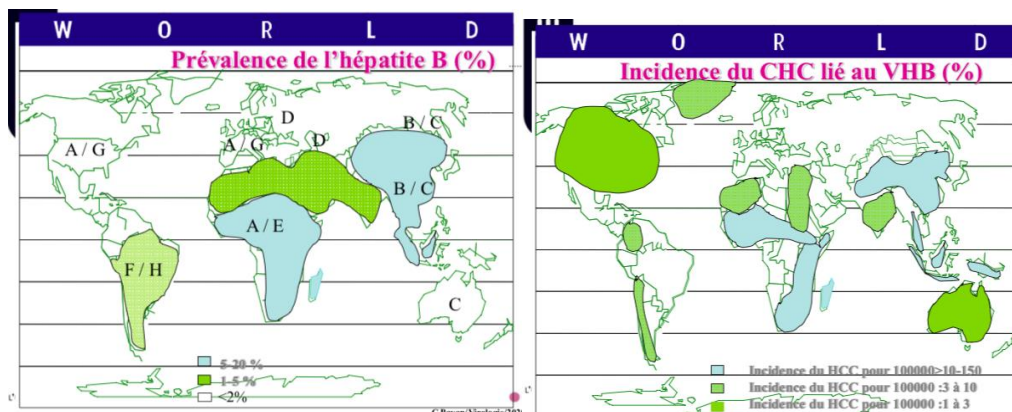 W O R L D
Prévalence de l’hépatite B (%)
D
B / C
A / G
A / G
D
B / C
A / E
F / H
C
5-20 %
1-5 %
<2%
W O R L D
Incidence du CHC lié au VHB (%)
Incidence du HCC pour 100000>10-150
Incidence du HCC pour 100000 :3 à 10
Incidence du HCC pour 100000 :1 à 3